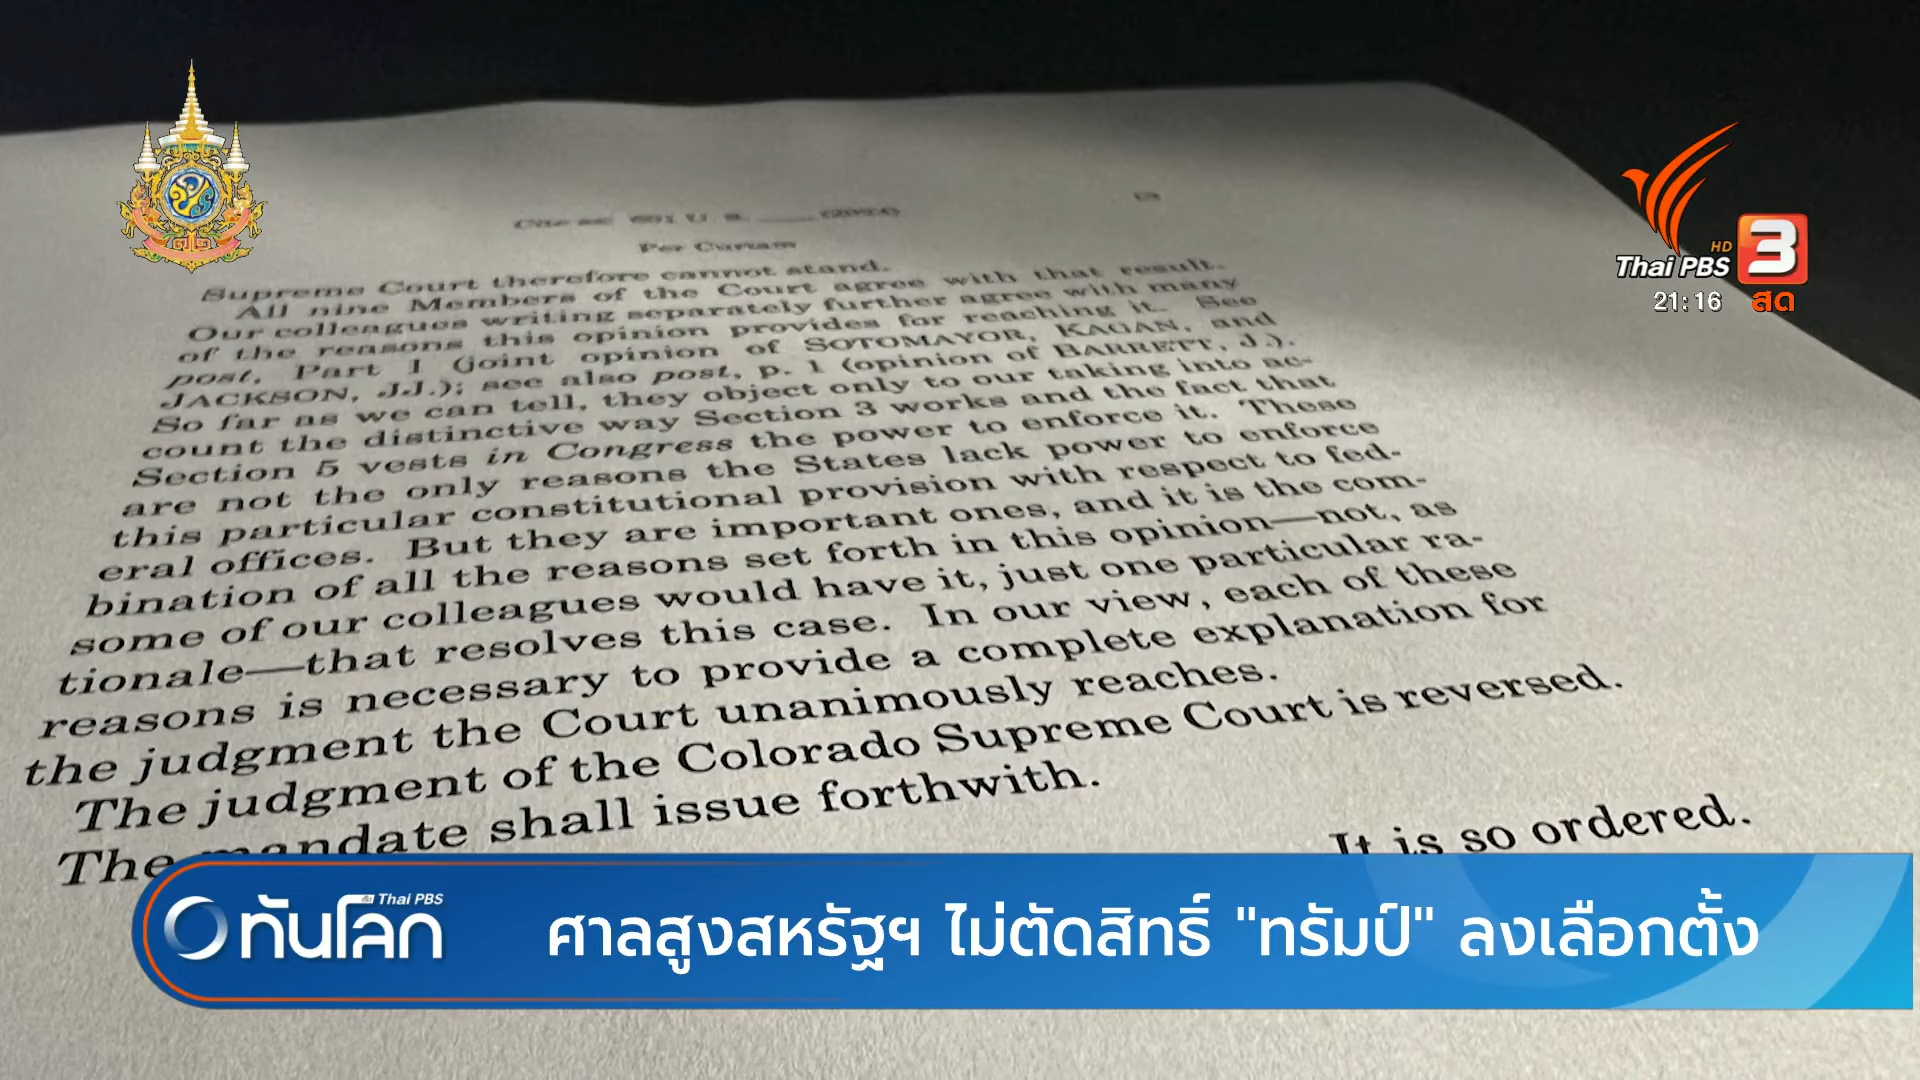 Cite as: 601 U. S. ____ (2024)
13
Per Curiam
Supreme Court therefore cannot stand.
All nine Members of the Court agree with that result.
Our colleagues writing separately further agree with many
of the reasons this opinion provides for reaching it. See
post, Part I (joint opinion of SOTOMAYOR, KAGAN, and
JACKSON, JJ.); see also post, p. 1 (opinion of BARRETT, J.).
So far as we can tell, they object only to our taking into ac-
count the distinctive way Section 3 works and the fact that
Section 5 vests in Congress the power to enforce it. These
are not the only reasons the States lack power to enforce
this particular constitutional provision with respect to fed-
eral offices. But they are important ones, and it is the com-
bination of all the reasons set forth in this opinion—not, as
some of our colleagues would have it, just one particular ra-
tionale—that resolves this case. In our view, each of these
reasons is necessary to provide a complete explanation for
the judgment the Court unanimously reaches.
The judgment of the Colorado Supreme Court is reversed.
The mandate shall issue forthwith.
It is so ordered.
HD
Thai PBS 3
21:16 สด
ทันโลก กับ Thai PBS
ศาลสูงสหรัฐฯ ไม่ตัดสิทธิ์ "ทรัมป์" ลงเลือกตั้ง